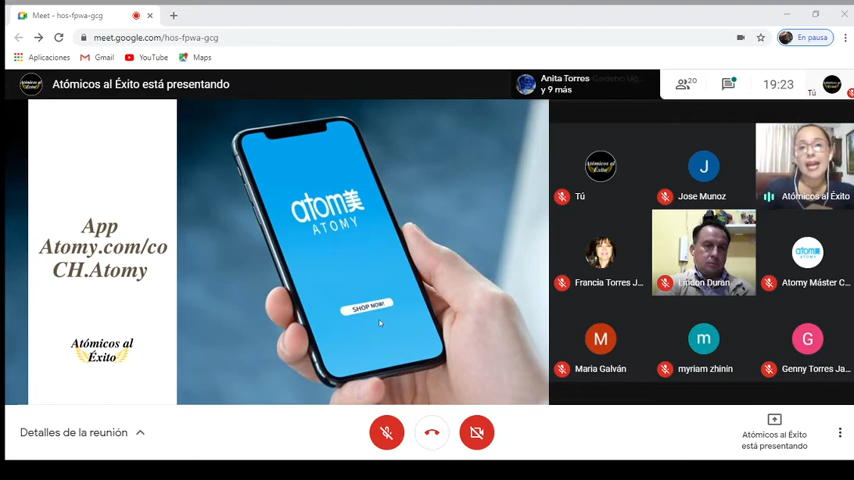 Meet - hos-fpwa-gcg
meet.google.com/hos-fpwa-gcg
En pausa
Aplicaciones
Gmail
YouTube
Maps
Atómicos al Éxito está presentando
Anita Torres
y 9 más
20
19:23
Tú
App
Atomy.com/co
CH.Atomy
Atómicos al
Éxito
atom美
ATOMY
SHOP NOW!
Tú
J
Jose Munoz
Atómicos al Éxito
Francia Torres J...
Lindon Duran
Atomy Máster C...
M
Maria Galván
m
myriam zhinin
G
Genny Torres Ja...
Detalles de la reunión
Atómicos al Éxito
está presentando